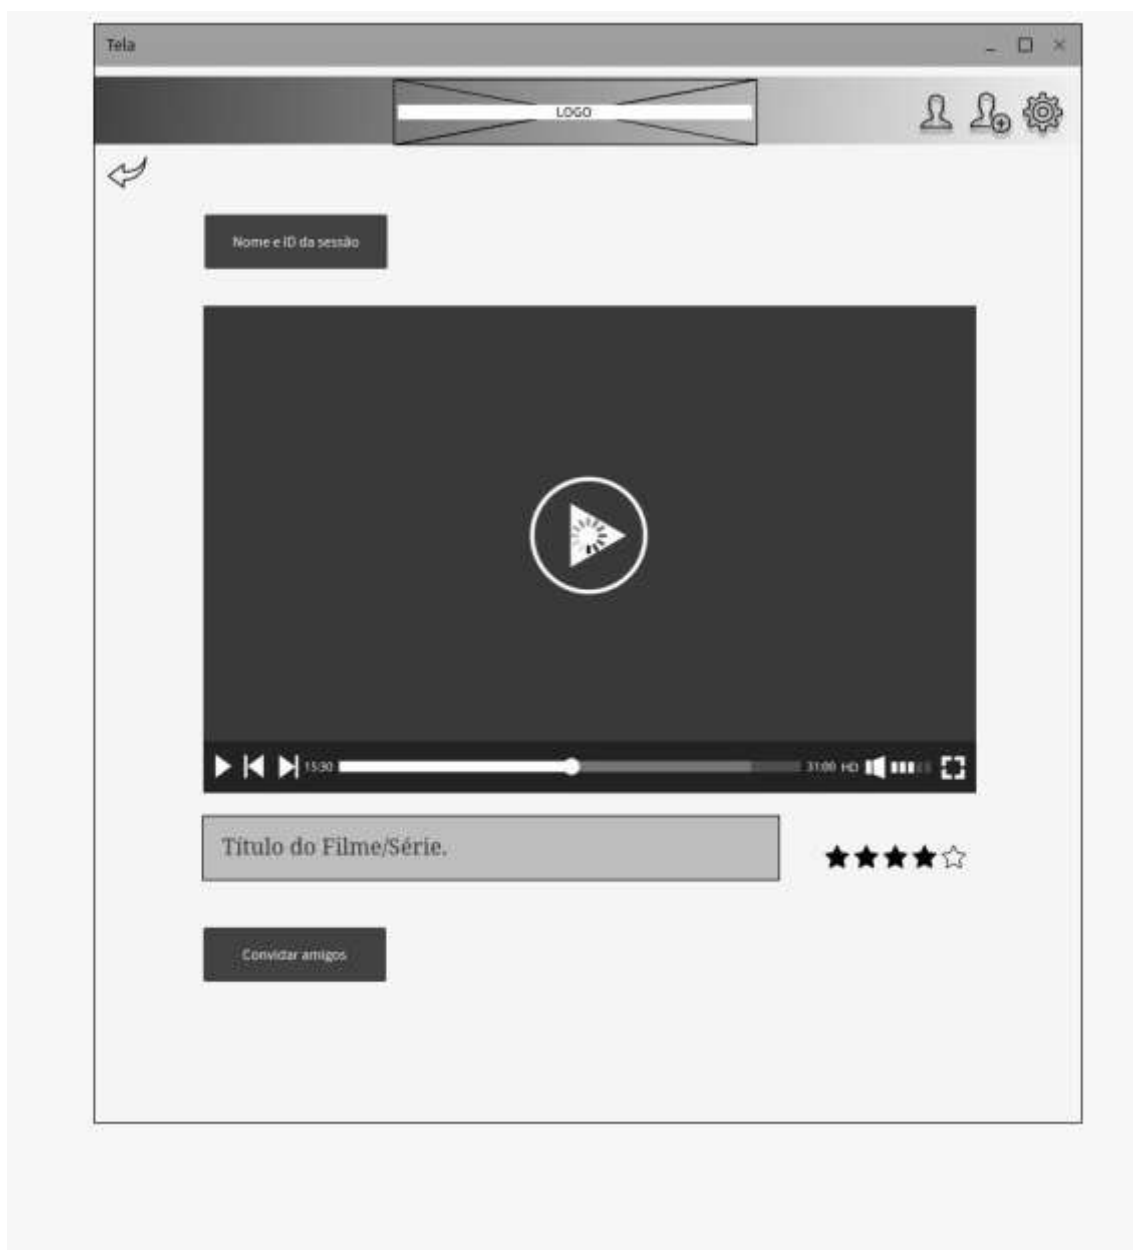 Tela
LOGO
Nome e ID da sessão
15:30
31:00 HD
Título do Filme/Série.
Convidar amigos